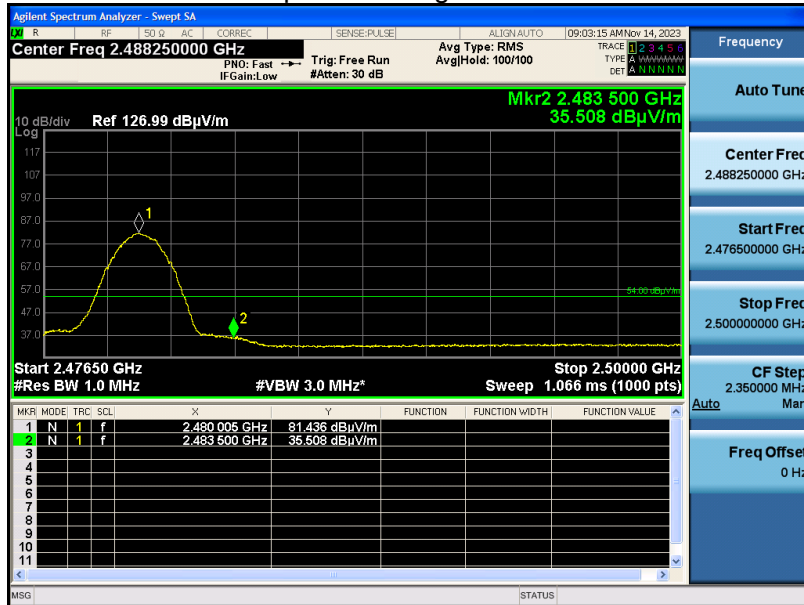 Agilent Spectrum Analyzer - Swept SA
LXI R RF 50 Ω AC CORREC SENSE:PULSE ALIGN AUTO 09:03:15 AM Nov 14, 2023
Center Freq 2.488250000 GHz
PNO: Fast
IFGain:Low
Trig: Free Run
#Atten: 30 dB
Avg Type: RMS
Avg|Hold: 100/100
TRACE 1 2 3 4 5 6
TYPE A
DET A N N N N N
Mkr2 2.483 500 GHz
35.508 dBµV/m
10 dB/div Ref 126.99 dBµV/m
Log
117
107
97.0
87.0
77.0
67.0
57.0
47.0
37.0
1
2
54.00 dBµV/m
Start 2.47650 GHz Stop 2.50000 GHz
#Res BW 1.0 MHz #VBW 3.0 MHz* Sweep 1.066 ms (1000 pts)
MKR MODE TRC SCL X Y FUNCTION FUNCTION WIDTH FUNCTION VALUE
1 N 1 f 2.480 005 GHz 81.436 dBµV/m
2 N 1 f 2.483 500 GHz 35.508 dBµV/m
3
4
5
6
7
8
9
10
11
MSG STATUS
Frequency
Auto Tune
Center Freq
2.488250000 GHz
Start Freq
2.476500000 GHz
Stop Freq
2.500000000 GHz
CF Step
2.350000 MHz
Auto Man
Freq Offset
0 Hz